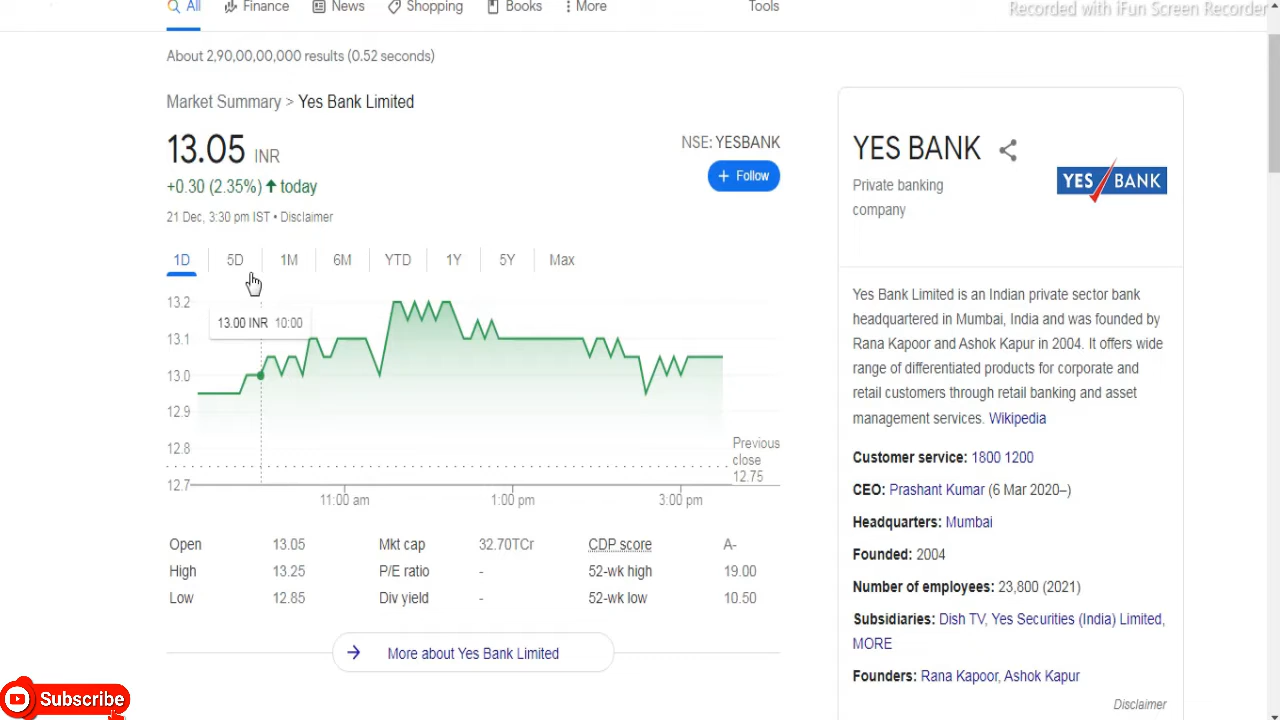 Recorded with iFun Screen Recorder
All Finance News Shopping Books More Tools
About 2,90,00,00,000 results (0.52 seconds)
Market Summary > Yes Bank Limited
13.05 INR
+0.30 (2.35%) today
21 Dec, 3:30 pm IST • Disclaimer
NSE: YESBANK
+ Follow
1D 5D 1M 6M YTD 1Y 5Y Max
13.00 INR 10:00
13.2
13.1
13.0
12.9
12.8
12.7
Previous
close
12.75
11:00 am 1:00 pm 3:00 pm
Open 13.05 Mkt cap 32.70TCr CDP score A-
High 13.25 P/E ratio - 52-wk high 19.00
Low 12.85 Div yield - 52-wk low 10.50
More about Yes Bank Limited
YES BANK
YES BANK
Private banking
company
Yes Bank Limited is an Indian private sector bank
headquartered in Mumbai, India and was founded by
Rana Kapoor and Ashok Kapur in 2004. It offers wide
range of differentiated products for corporate and
retail customers through retail banking and asset
management services. Wikipedia
Customer service: 1800 1200
CEO: Prashant Kumar (6 Mar 2020–)
Headquarters: Mumbai
Founded: 2004
Number of employees: 23,800 (2021)
Subsidiaries: Dish TV, Yes Securities (India) Limited,
MORE
Founders: Rana Kapoor, Ashok Kapur
Disclaimer
Subscribe